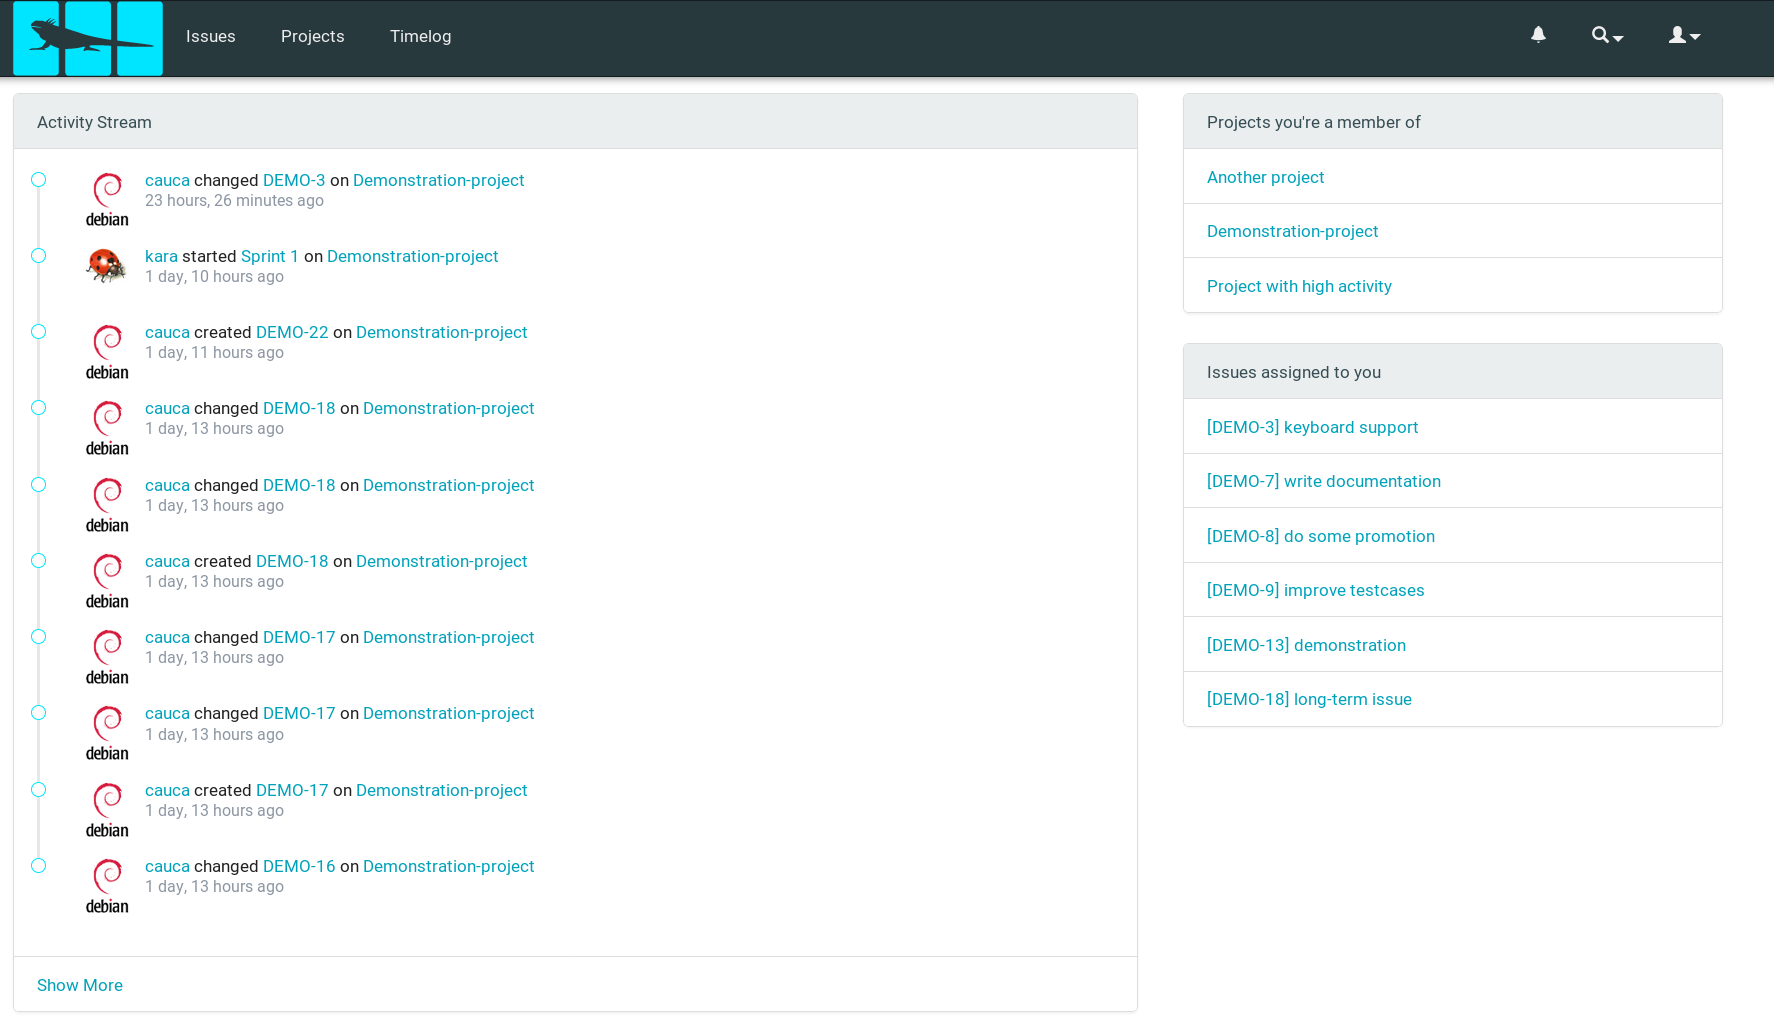 Issues Projects Timelog
Activity Stream
cauca changed DEMO-3 on Demonstration-project
23 hours, 26 minutes ago
debian
kara started Sprint 1 on Demonstration-project
1 day, 10 hours ago
cauca created DEMO-22 on Demonstration-project
1 day, 11 hours ago
debian
cauca changed DEMO-18 on Demonstration-project
1 day, 13 hours ago
debian
cauca changed DEMO-18 on Demonstration-project
1 day, 13 hours ago
debian
cauca created DEMO-18 on Demonstration-project
1 day, 13 hours ago
debian
cauca changed DEMO-17 on Demonstration-project
1 day, 13 hours ago
debian
cauca changed DEMO-17 on Demonstration-project
1 day, 13 hours ago
debian
cauca created DEMO-17 on Demonstration-project
1 day, 13 hours ago
debian
cauca changed DEMO-16 on Demonstration-project
1 day, 13 hours ago
debian
Show More
Projects you're a member of
Another project
Demonstration-project
Project with high activity
Issues assigned to you
[DEMO-3] keyboard support
[DEMO-7] write documentation
[DEMO-8] do some promotion
[DEMO-9] improve testcases
[DEMO-13] demonstration
[DEMO-18] long-term issue